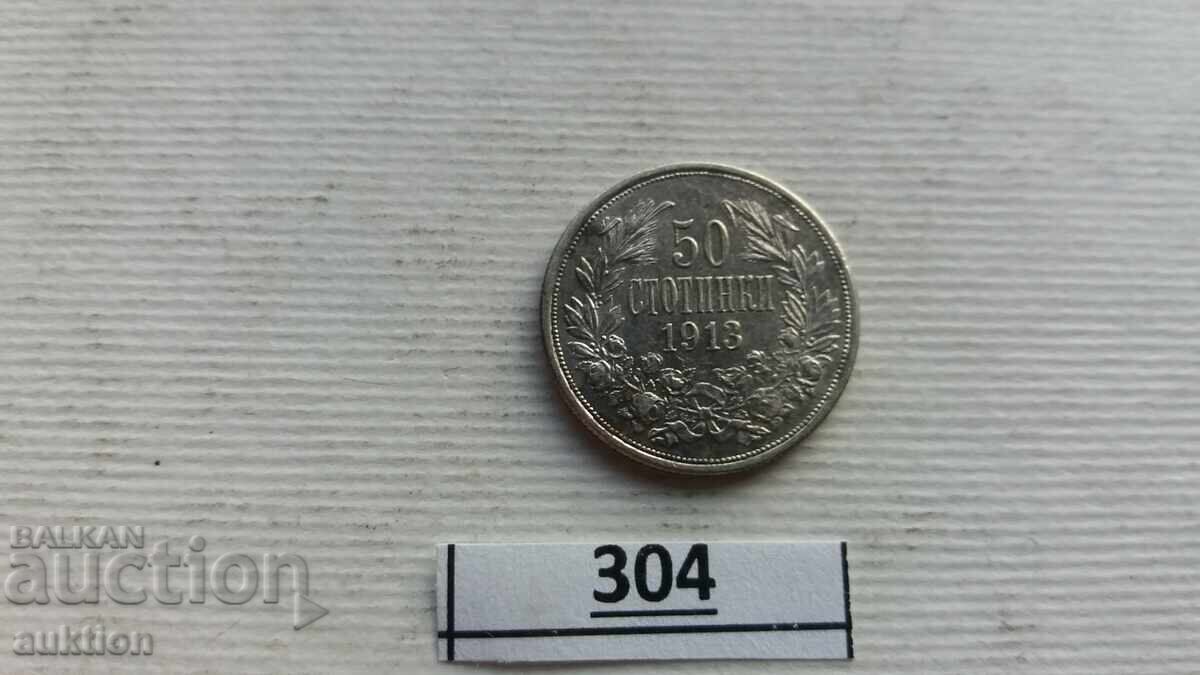 50
СТОТИНКИ
1913
304
BALKAN
auction
auktion